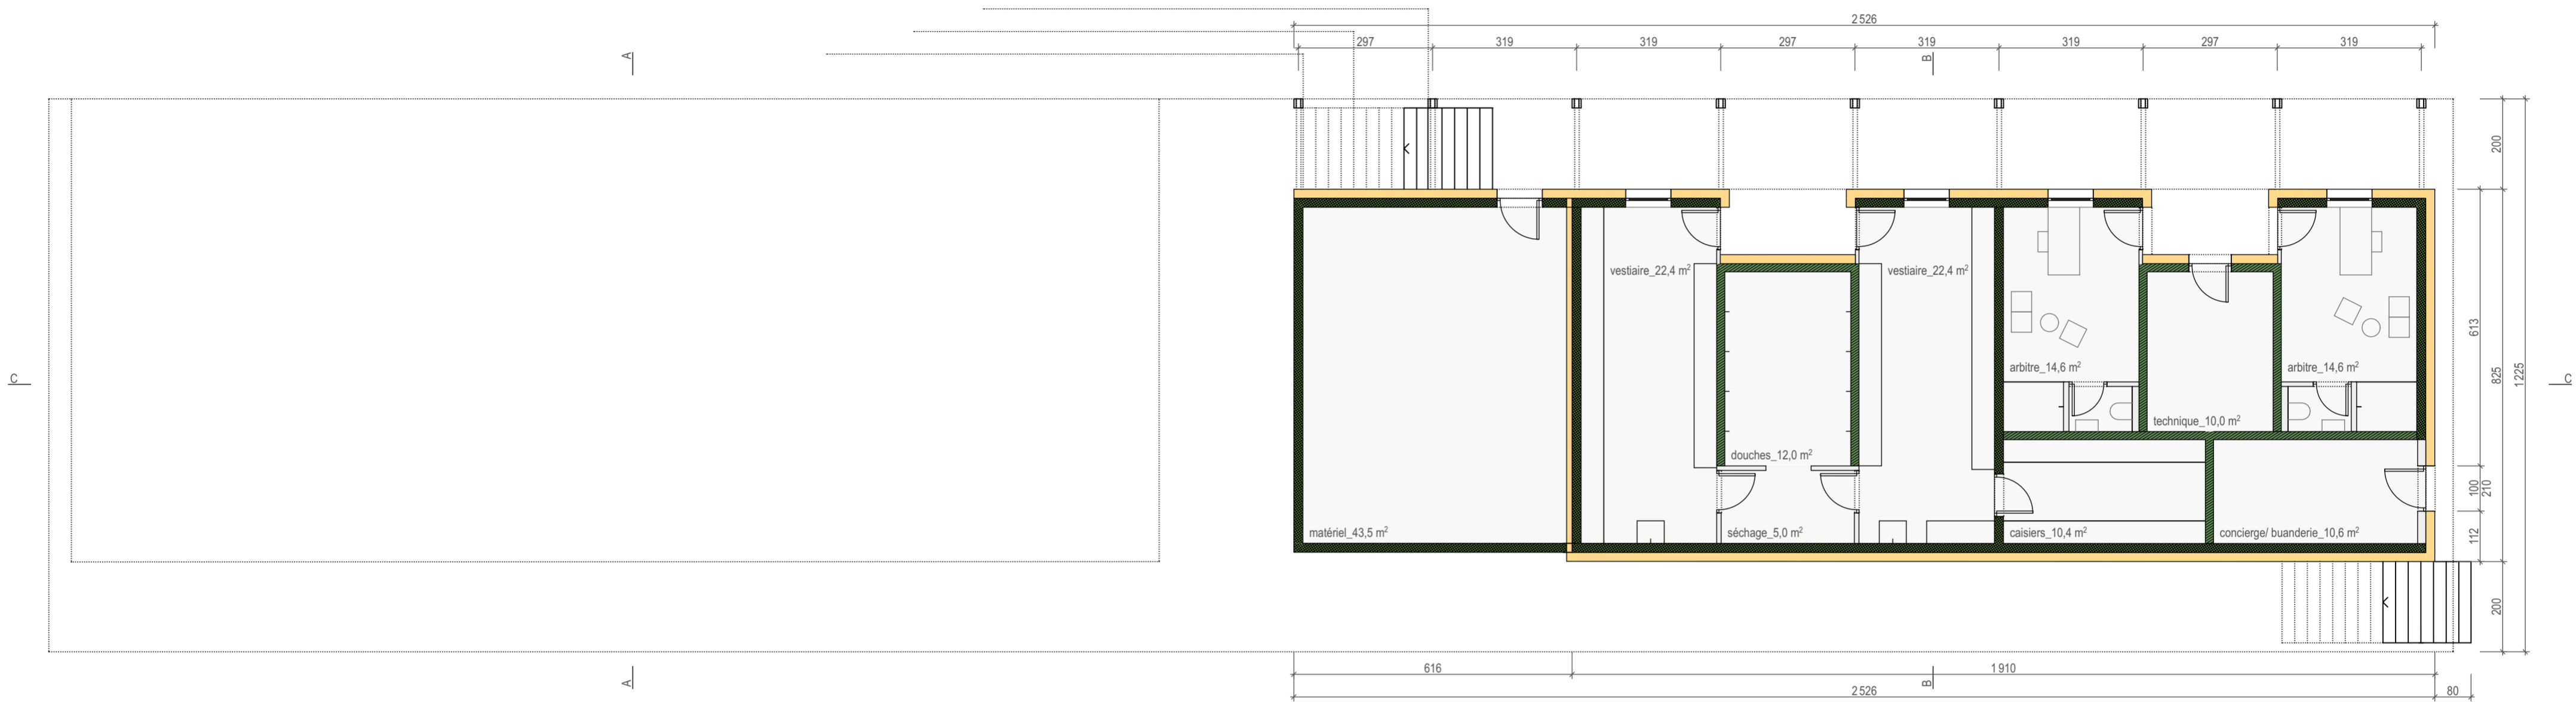 2 526
297 319 319 297 319 319 297 319
A B
200
vestiaire_22,4 m² vestiaire_22,4 m²
613
arbitre_14,6 m² arbitre_14,6 m²
825
1 225
C C
technique_10,0 m²
douches_12,0 m²
100
210
matériel_43,5 m² séchage_5,0 m² caisiers_10,4 m² concierge/ buanderie_10,6 m²
112
200
616 1 910
A B
2 526 80